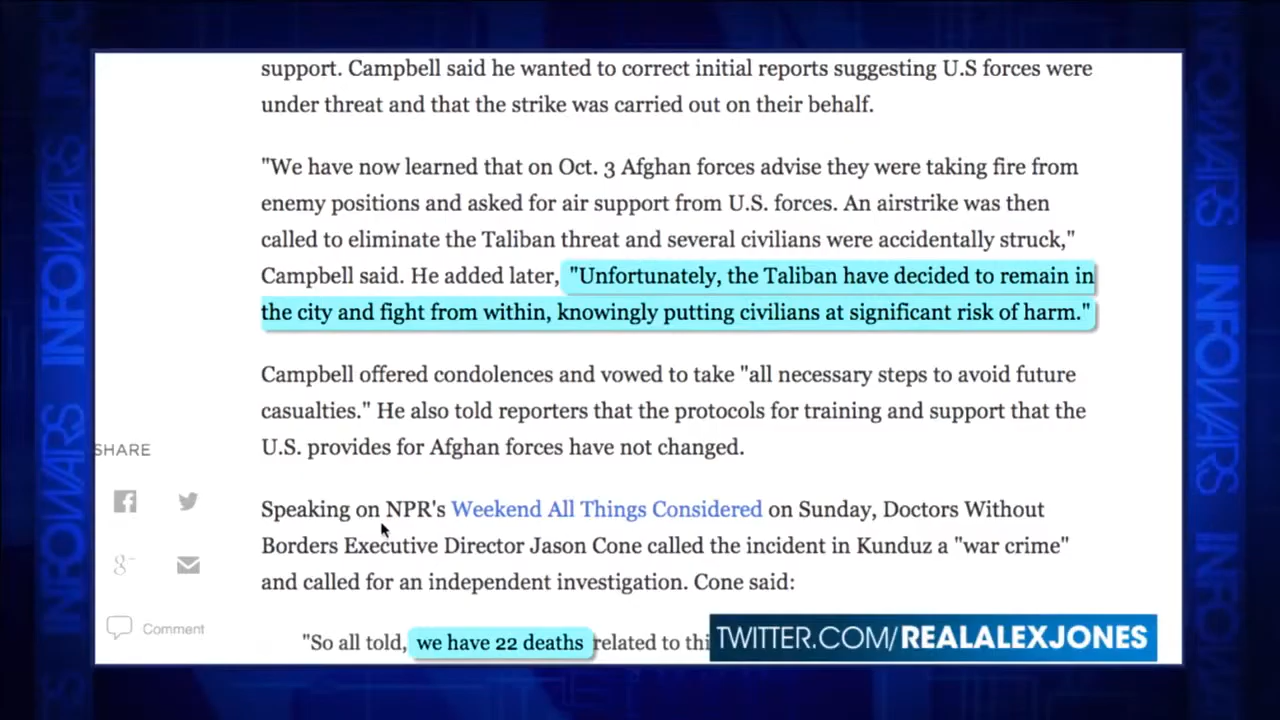 support. Campbell said he wanted to correct initial reports suggesting U.S forces were
under threat and that the strike was carried out on their behalf.
"We have now learned that on Oct. 3 Afghan forces advise they were taking fire from
enemy positions and asked for air support from U.S. forces. An airstrike was then
called to eliminate the Taliban threat and several civilians were accidentally struck,"
Campbell said. He added later, "Unfortunately, the Taliban have decided to remain in
the city and fight from within, knowingly putting civilians at significant risk of harm."
Campbell offered condolences and vowed to take "all necessary steps to avoid future
casualties." He also told reporters that the protocols for training and support that the
U.S. provides for Afghan forces have not changed.
SHARE
Speaking on NPR's Weekend All Things Considered on Sunday, Doctors Without
Borders Executive Director Jason Cone called the incident in Kunduz a "war crime"
and called for an independent investigation. Cone said:
Comment
"So all told, we have 22 deaths related to thi
TWITTER.COM/REALALEXJONES
INFOWARS
INFOWARS
INFOWARS
INFOWARS